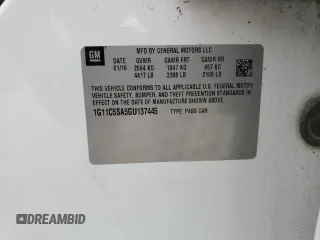 GM
MFD BY GENERAL MOTORS LLC
DATE GVWR GAWR FRT GAWR RR
01/16 2004 KG 1047 KG 957 KG
4417 LB 2308 LB 2109 LB
THIS VEHICLE CONFORMS TO ALL APPLICABLE U.S. FEDERAL MOTOR
VEHICLE SAFETY, BUMPER, AND THEFT PREVENTION STANDARDS
IN EFFECT ON THE DATE OF MANUFACTURE SHOWN ABOVE.
1G11C5SA5GU137445 TYPE: PASS CAR
© DREAMBID